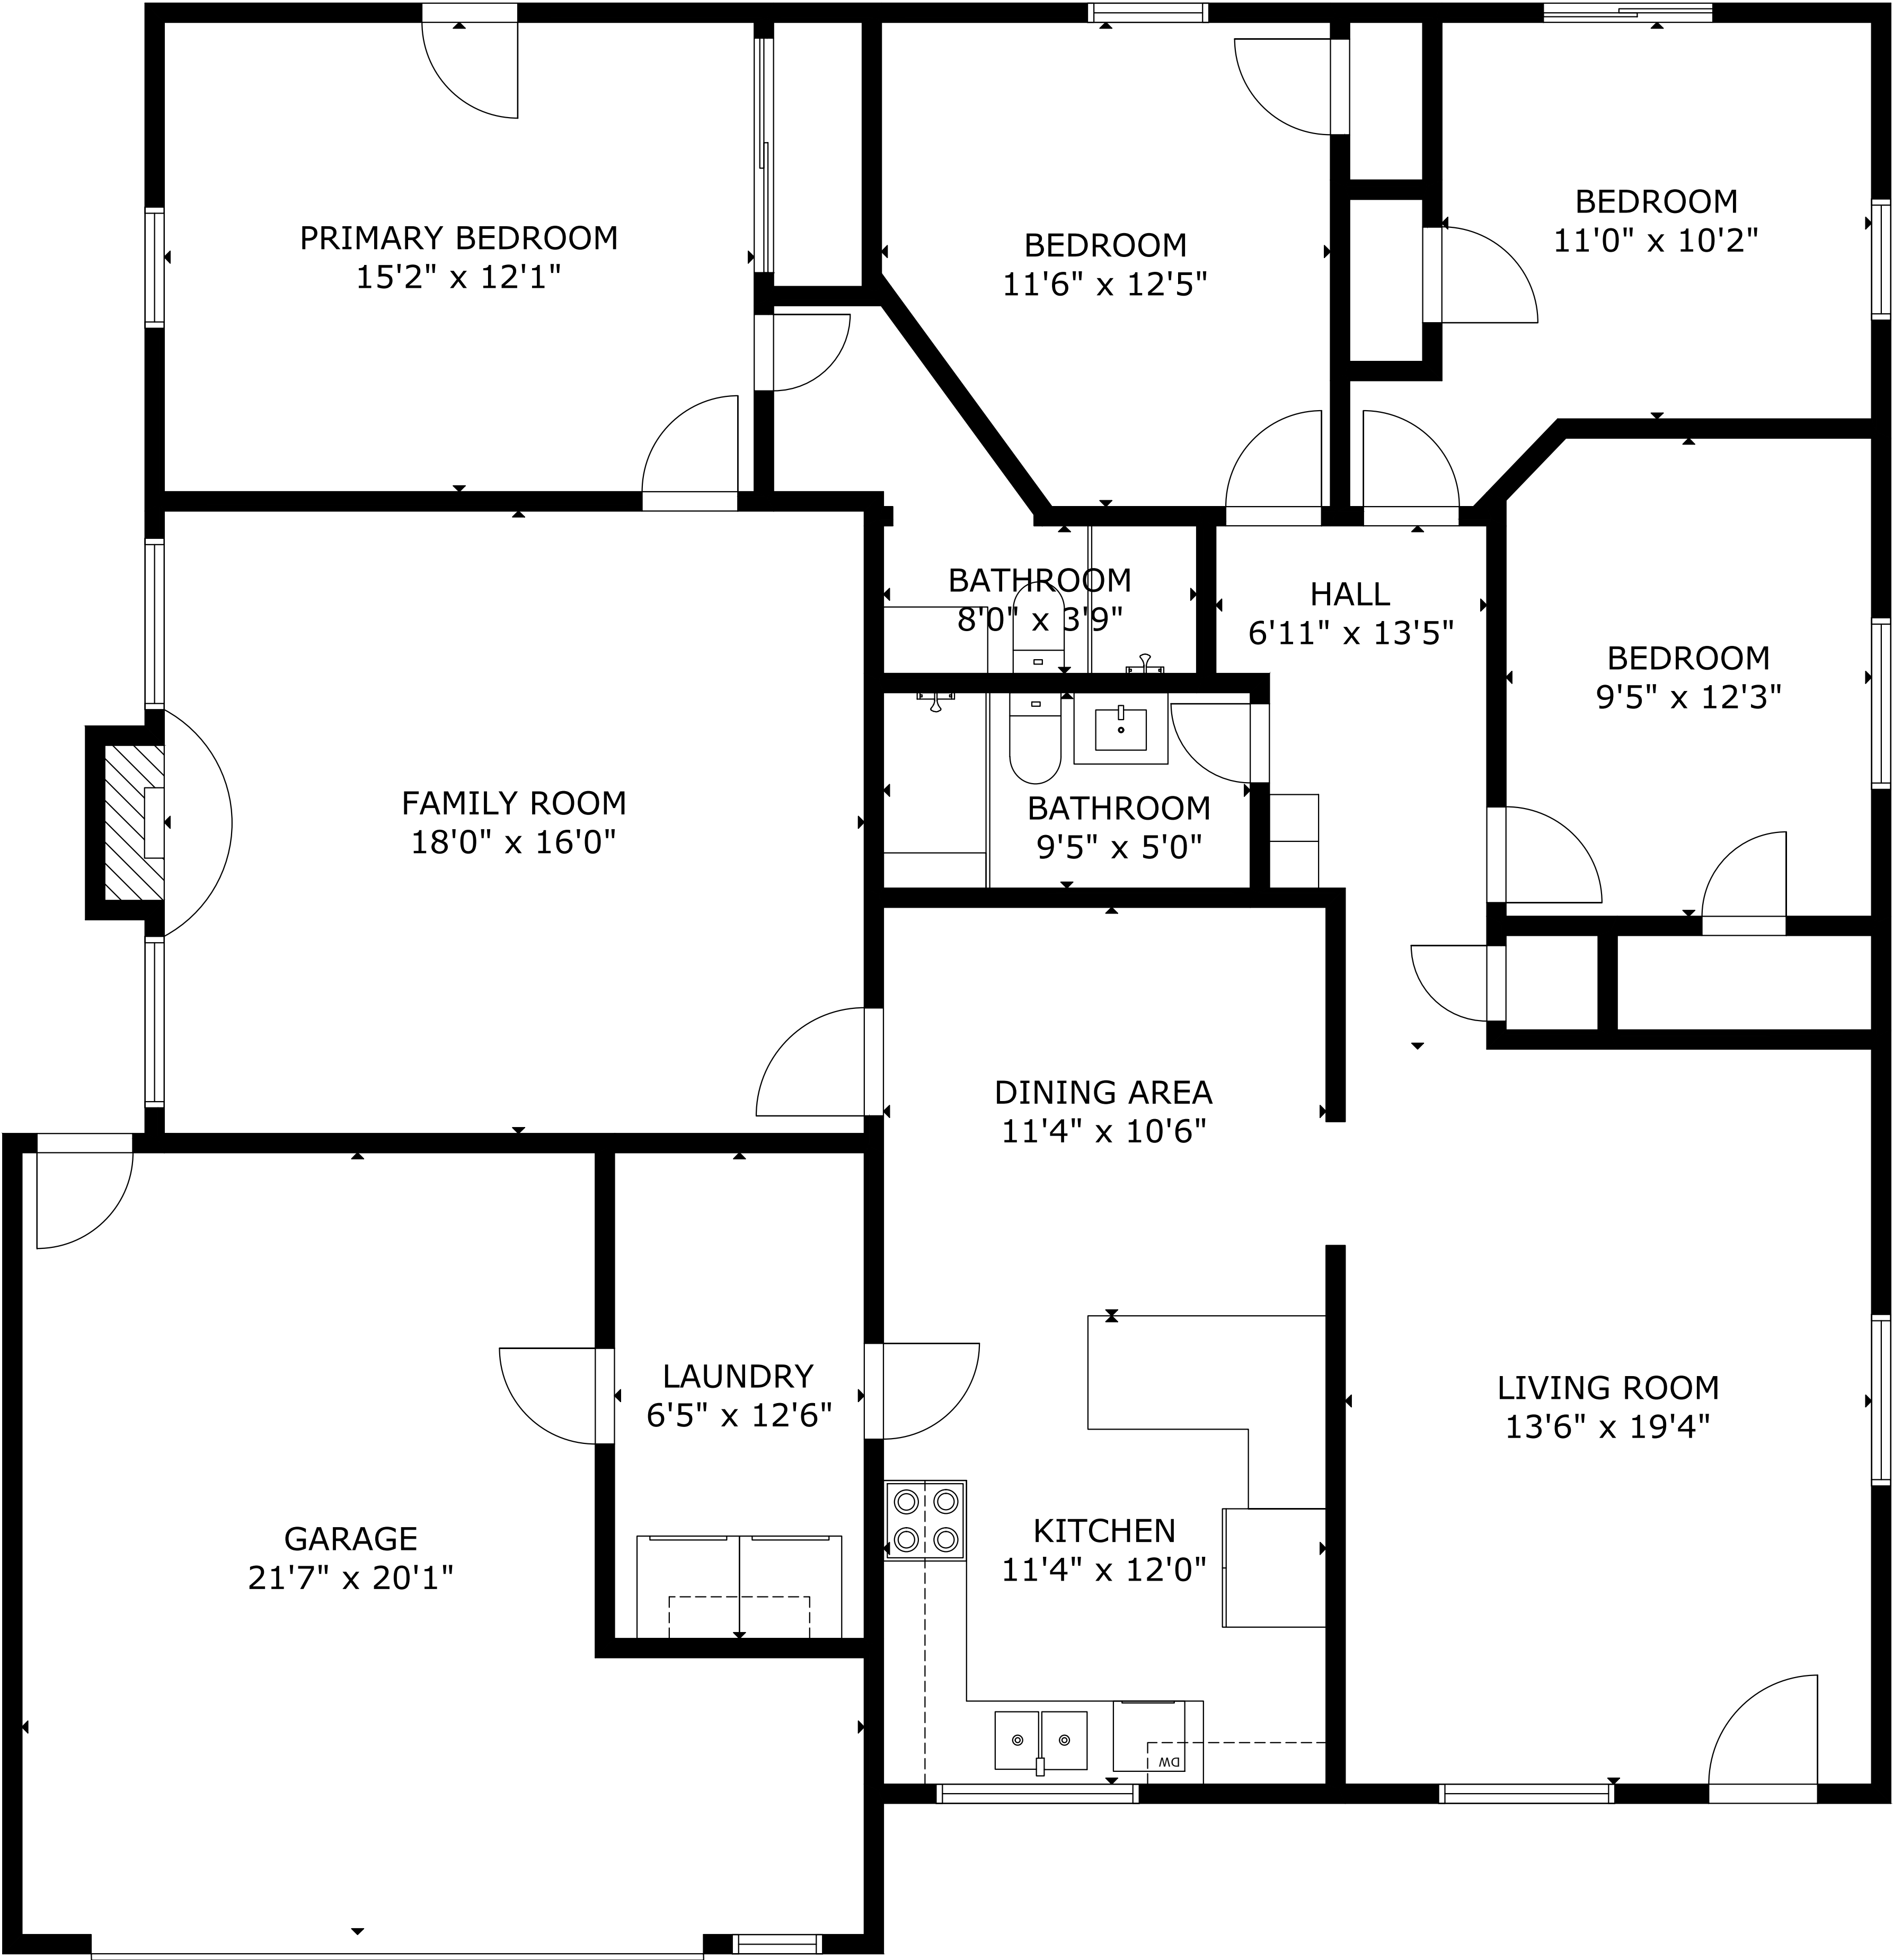 PRIMARY BEDROOM
15'2" x 12'1"
BEDROOM
11'6" x 12'5"
BEDROOM
11'0" x 10'2"
BATHROOM
8'0" x 3'9"
HALL
6'11" x 13'5"
BEDROOM
9'5" x 12'3"
FAMILY ROOM
18'0" x 16'0"
BATHROOM
9'5" x 5'0"
DINING AREA
11'4" x 10'6"
LAUNDRY
6'5" x 12'6"
LIVING ROOM
13'6" x 19'4"
GARAGE
21'7" x 20'1"
KITCHEN
11'4" x 12'0"
DW